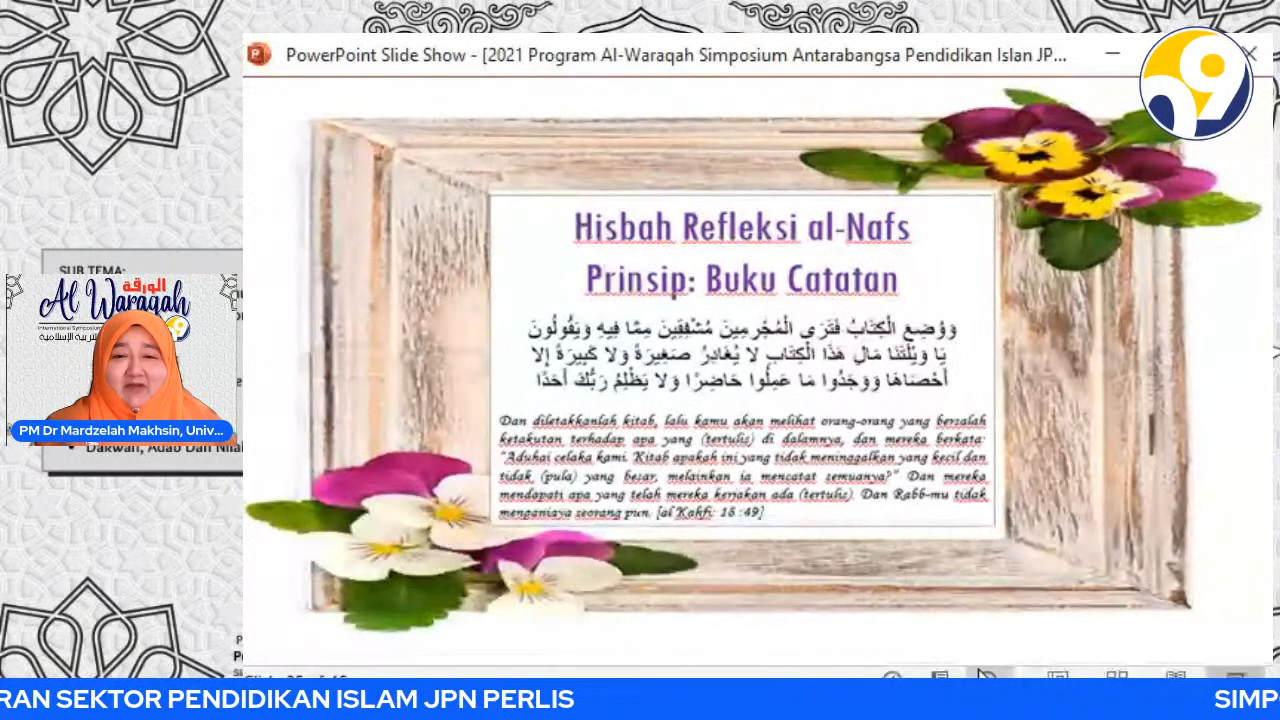 PowerPoint Slide Show - [2021 Program Al-Waraqah Simposium Antarabangsa Pendidikan Islan JP...
Hisbah Refleksi al-Nafs
Prinsip: Buku Catatan
وَوُضِعَ الْكِتَابُ فَتَرَى الْمُجْرِمِينَ مُشْفِقِينَ مِمَّا فِيهِ وَيَقُولُونَ
يَا وَيْلَتَنَا مَالِ هَذَا الْكِتَابِ لا يُغَادِرُ صَغِيرَةً وَلا كَبِيرَةً إِلا
أَحْصَاهَا وَوَجَدُوا مَا عَمِلُوا حَاضِرًا وَلا يَظْلِمُ رَبُّكَ أَحَدًا
Dan diletakkanlah kitab, lalu kamu akan melihat orang-orang yang bersalah
ketakutan terhadap apa yang (tertulis) di dalamnya, dan mereka berkata:
"Aduhai celaka kami. Kitab apakah ini yang tidak meninggalkan yang kecil dan
tidak (pula) yang besar, melainkan ia mencatat semuanya?" Dan mereka
mendapati apa yang telah mereka kerjakan ada (tertulis). Dan Rabb-mu tidak
menganiaya seorang pun. [al Kahfi: 18 :49]
SUB TEMA:
الورقة
Al Waraqah
International Symposium
PM Dr Mardzelah Makhsin, Univ...
Dakwah, Adab Dan Nilai
RAN SEKTOR PENDIDIKAN ISLAM JPN PERLIS
SIMP